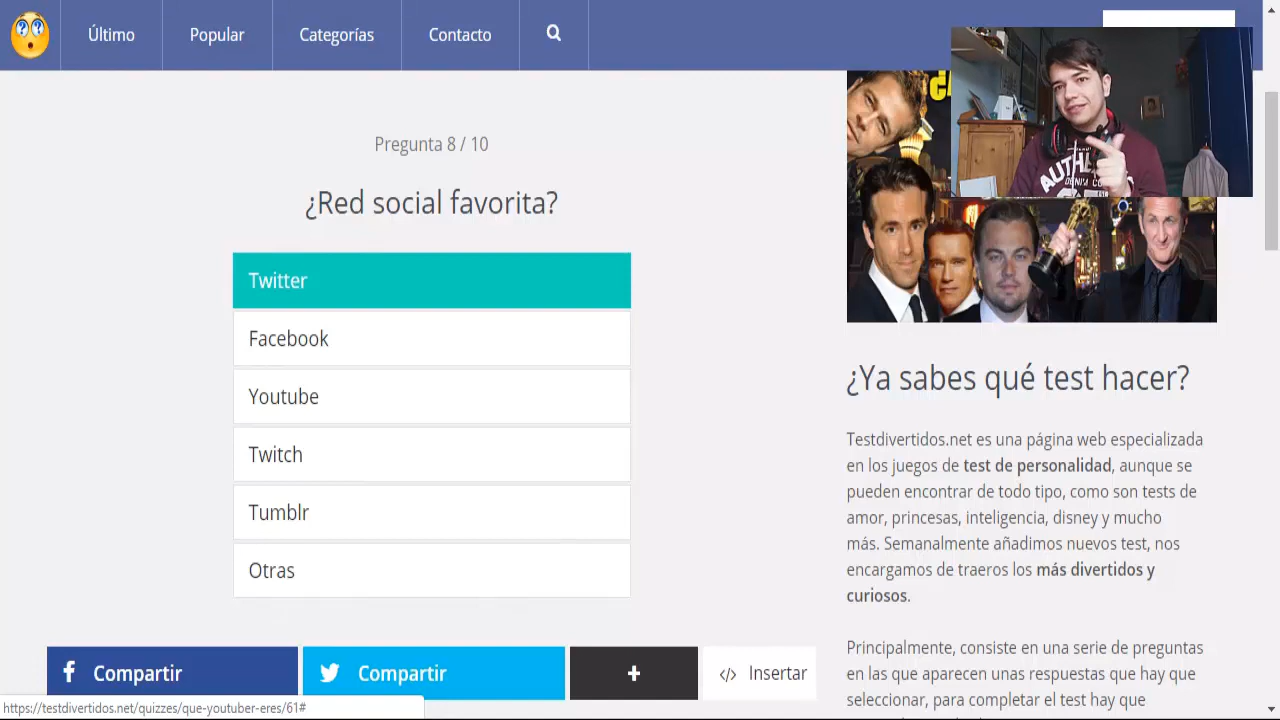 Último
Popular
Categorías
Contacto
Pregunta 8 / 10
¿Red social favorita?
Twitter
Facebook
Youtube
Twitch
Tumblr
Otras
Compartir
Compartir
+
</> Insertar
https://testdivertidos.net/quizzes/que-youtuber-eres/61#
AUTH
DENIM CO
¿Ya sabes qué test hacer?
Testdivertidos.net es una página web especializada
en los juegos de test de personalidad, aunque se
pueden encontrar de todo tipo, como son tests de
amor, princesas, inteligencia, disney y mucho
más. Semanalmente añadimos nuevos test, nos
encargamos de traeros los más divertidos y
curiosos.
Principalmente, consiste en una serie de preguntas
en las que aparecen unas respuestas que hay que
seleccionar, para completar el test hay que